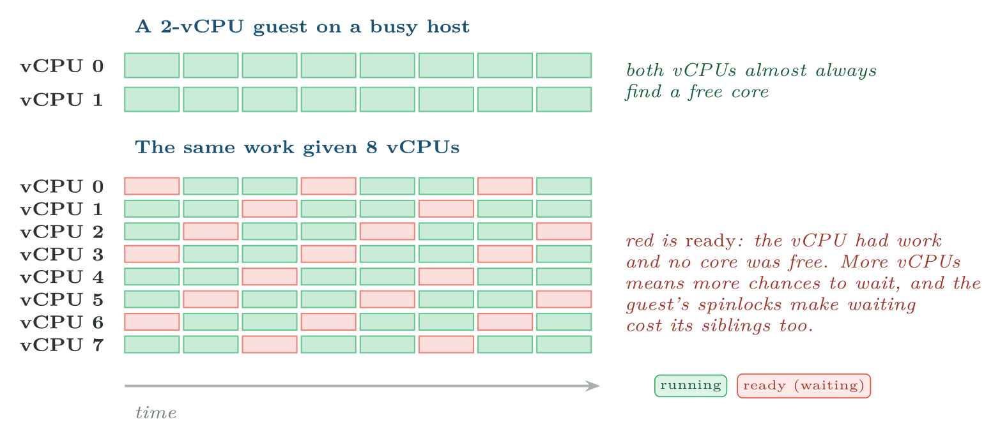 A 2-vCPU guest on a busy host
vCPU 0
vCPU 1
both vCPUs almost always
find a free core
The same work given 8 vCPUs
vCPU 0
vCPU 1
vCPU 2
vCPU 3
vCPU 4
vCPU 5
vCPU 6
vCPU 7
red is ready: the vCPU had work
and no core was free. More vCPUs
means more chances to wait, and the
guest's spinlocks make waiting
cost its siblings too.
running
ready (waiting)
time